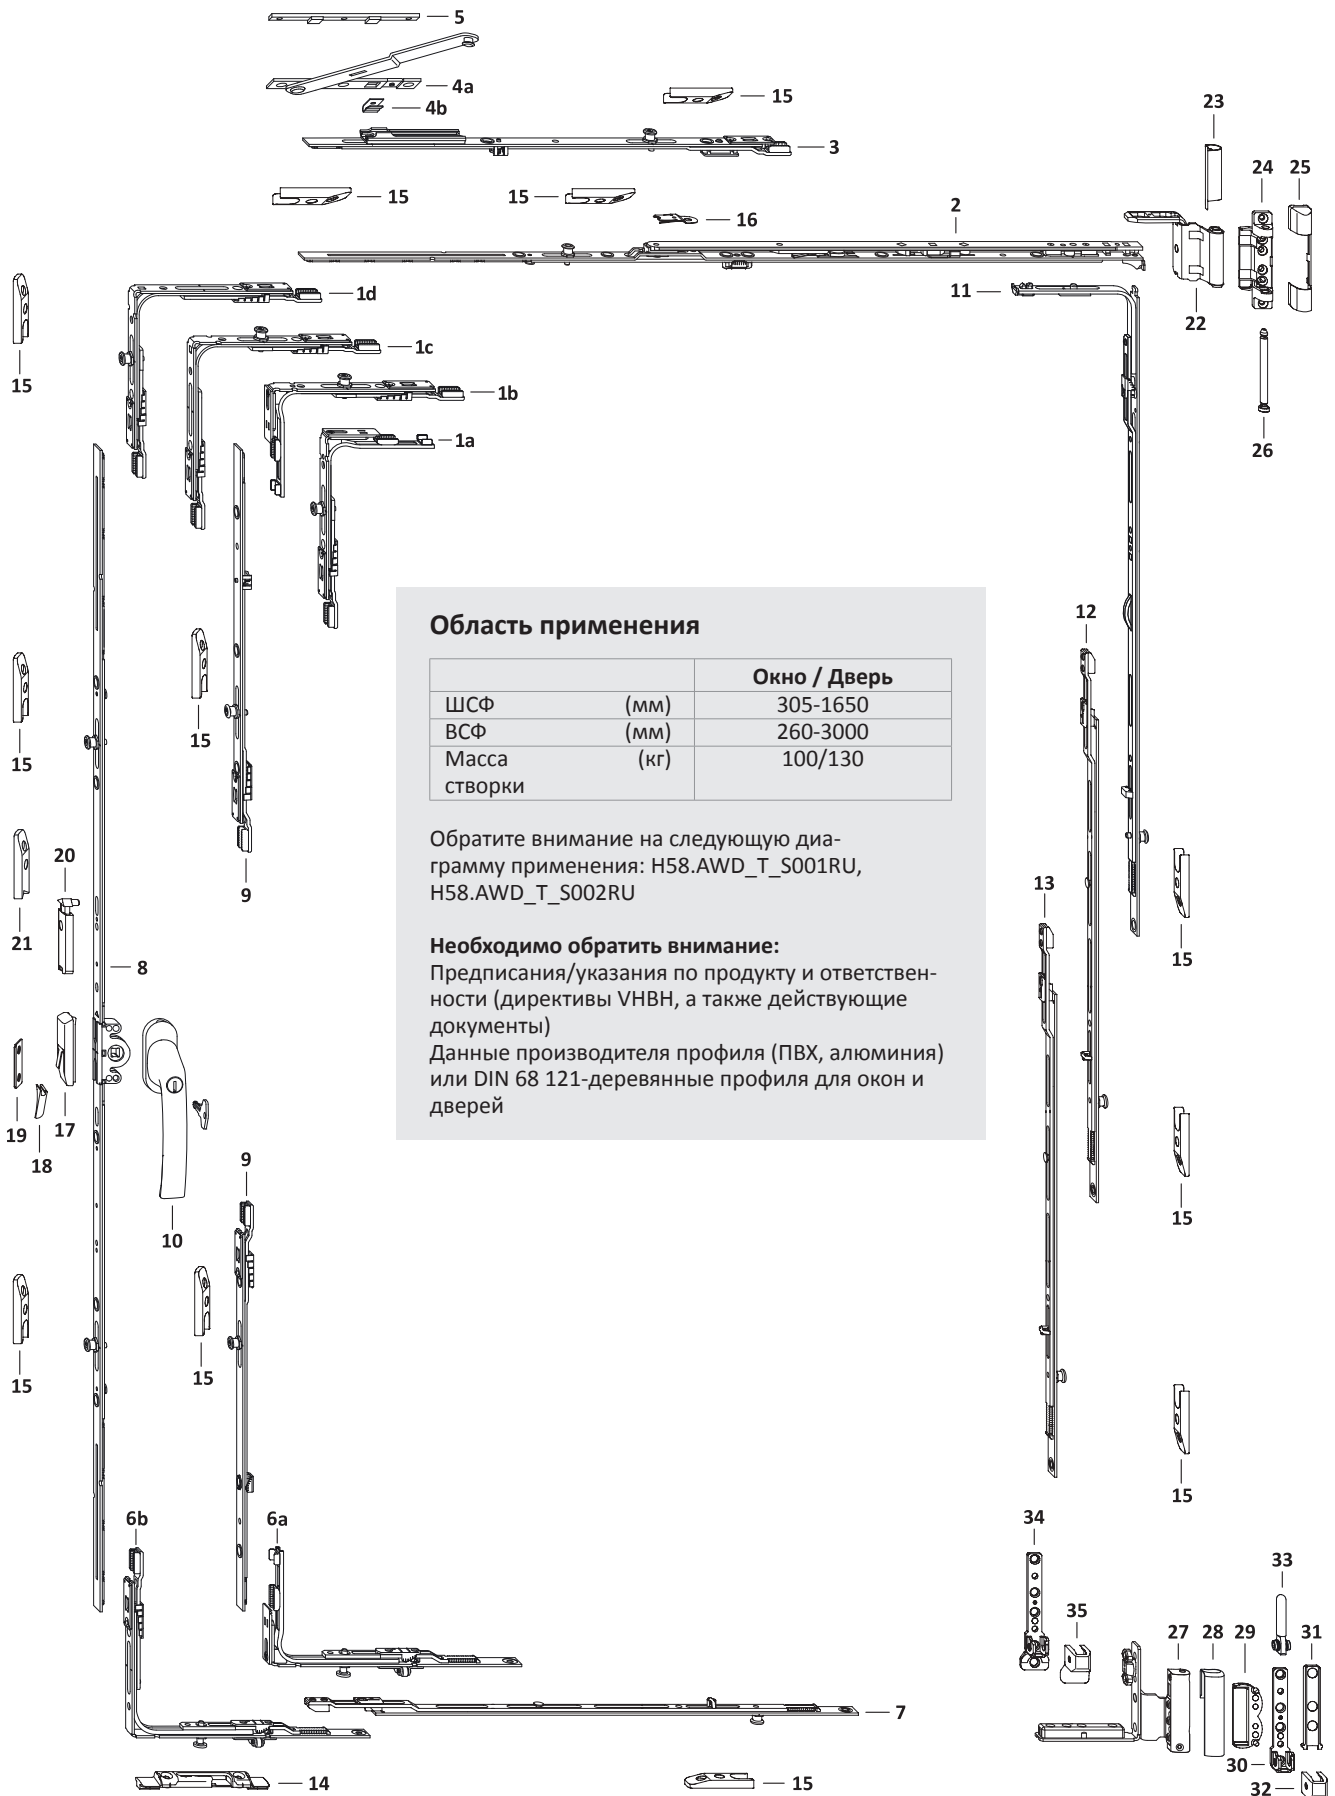 5
4a
4b
15
3
23
24
25
15
15
16
2
1d
11
22
15
1c
1b
1a
26
Область применения
Окно / Дверь
ШСФ (мм) 305-1650
ВСФ (мм) 260-3000
Масса (кг) 100/130
створки
Обратите внимание на следующую диа-
грамму применения: H58.AWD_T_S001RU,
H58.AWD_T_S002RU
Необходимо обратить внимание:
Предписания/указания по продукту и ответствен-
ности (директивы VHBH, а также действующие
документы)
Данные производителя профиля (ПВХ, алюминия)
или DIN 68 121-деревянные профиля для окон и
дверей
12
15
15
20
13
9
21
8
15
19
18
17
9
10
15
15
15
15
6b
6a
34
33
35
27
28
29
31
7
30
14
15
32